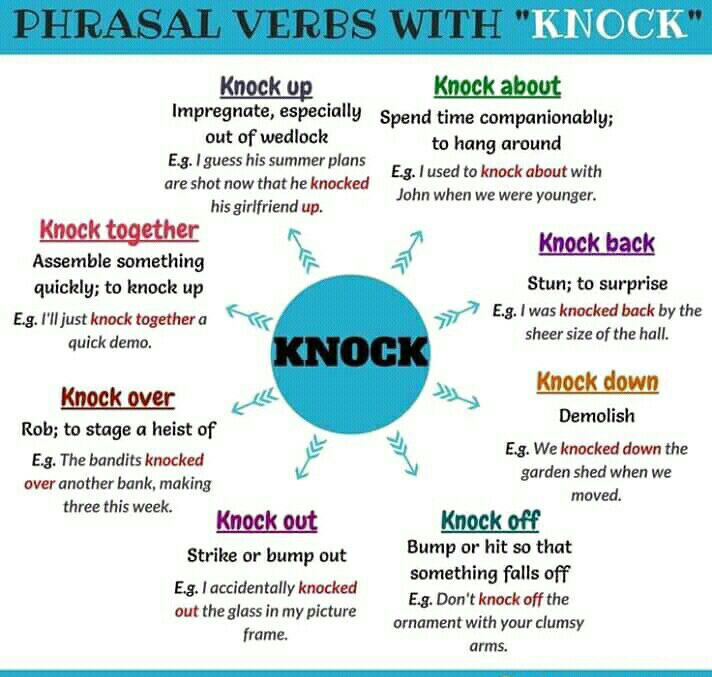 PHRASAL VERBS WITH "KNOCK"
Knock up
Impregnate, especially
out of wedlock
E.g. I guess his summer plans
are shot now that he knocked
his girlfriend up.
Knock about
Spend time companionably;
to hang around
E.g. I used to knock about with
John when we were younger.
Knock together
Assemble something
quickly; to knock up
E.g. I'll just knock together a
quick demo.
Knock back
Stun; to surprise
E.g. I was knocked back by the
sheer size of the hall.
KNOCK
Knock over
Rob; to stage a heist of
E.g. The bandits knocked
over another bank, making
three this week.
Knock down
Demolish
E.g. We knocked down the
garden shed when we
moved.
Knock out
Strike or bump out
E.g. I accidentally knocked
out the glass in my picture
frame.
Knock off
Bump or hit so that
something falls off
E.g. Don't knock off the
ornament with your clumsy
arms.